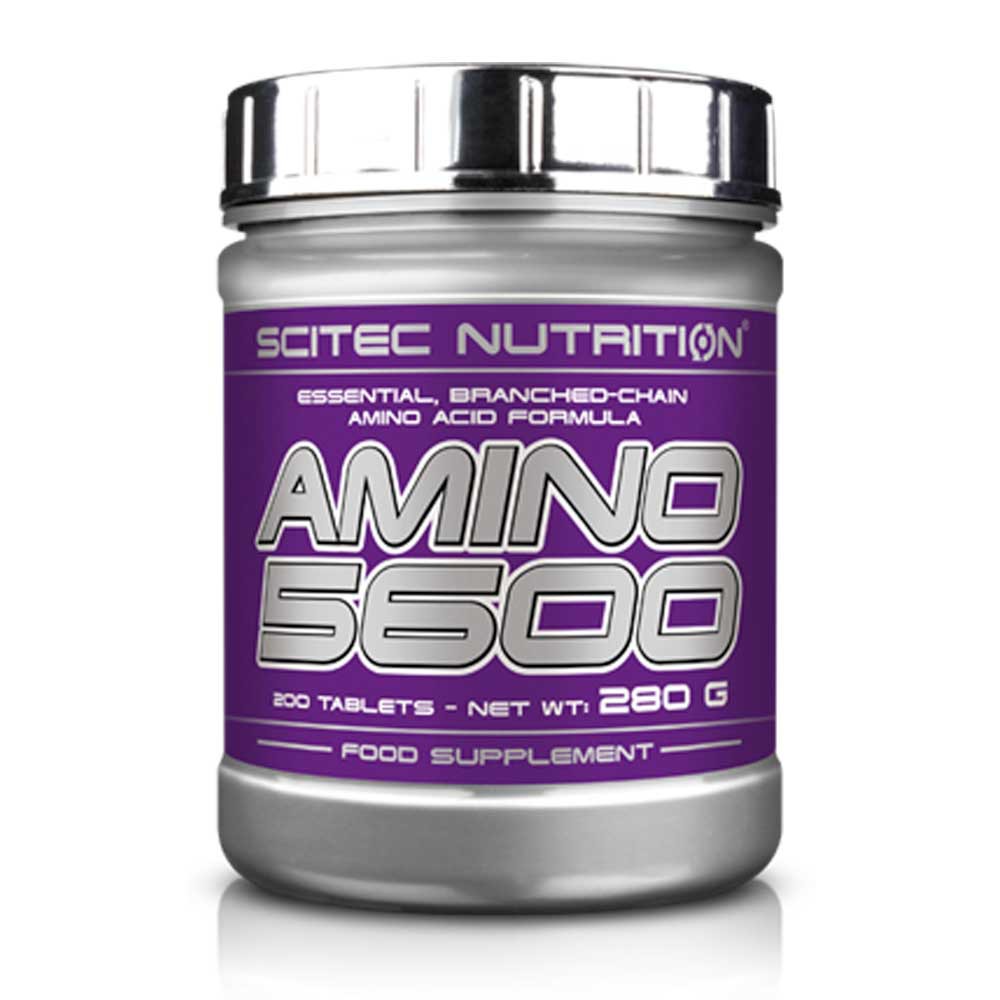 SCITEC NUTRITION®
ESSENTIAL, BRANCHED-CHAIN
AMINO ACID FORMULA
AMINO
5600
200 TABLETS - NET WT: 280 G
FOOD SUPPLEMENT